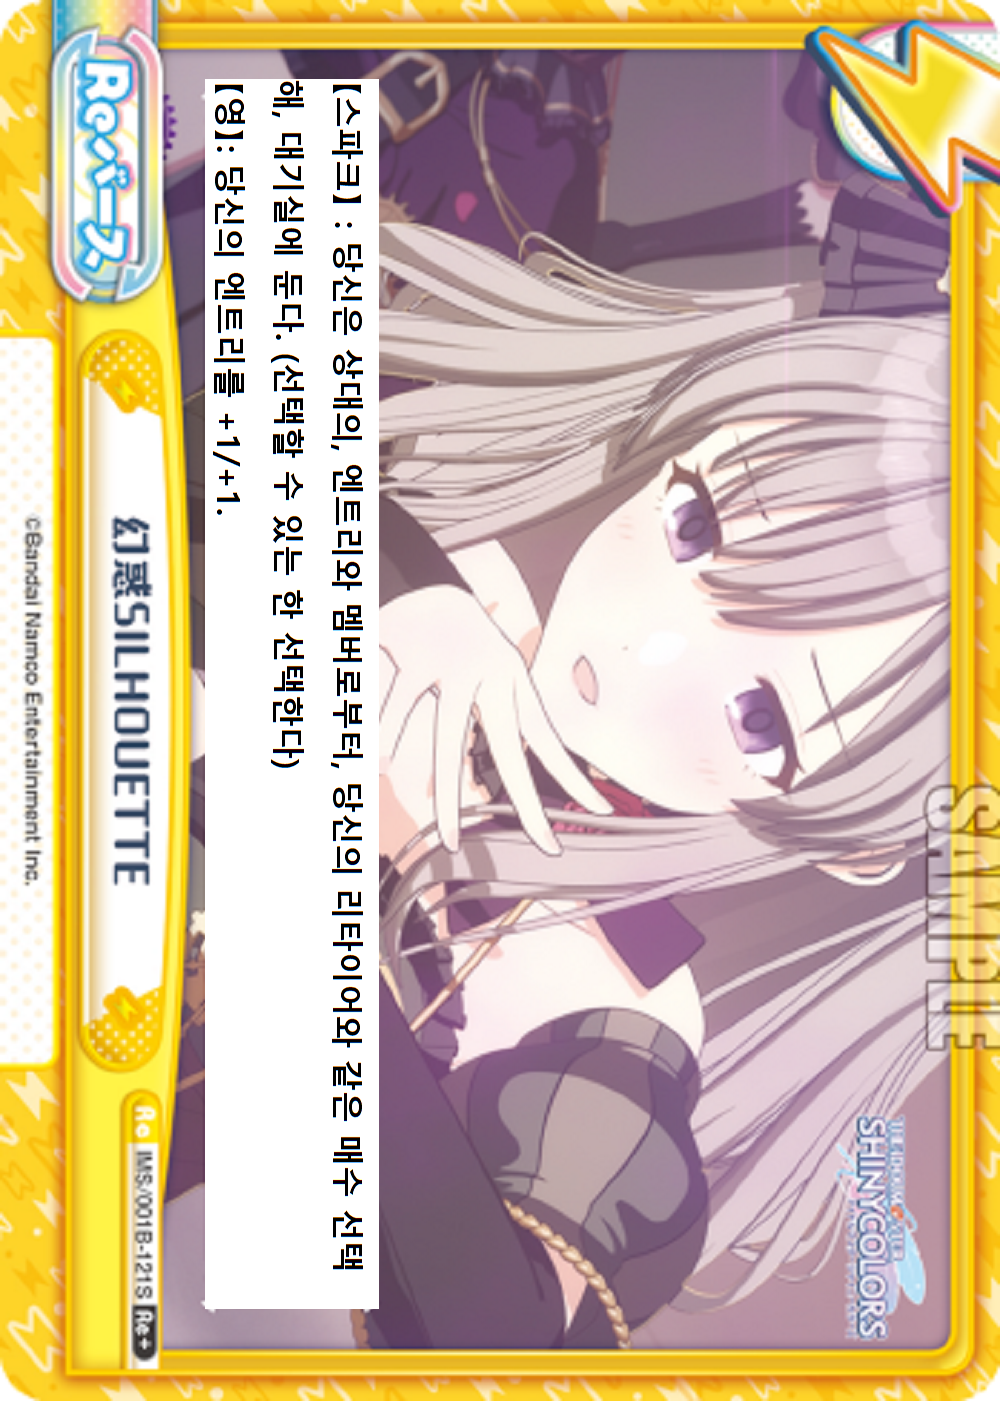 【스파크】 : 당신은 상대의, 엔트리와 멤버로부터, 당신의 리타이어와 같은 매수 선택
해, 대기실에 둔다. (선택할 수 있는 한 선택한다)
【영】: 당신의 엔트리를 +1/+1.
Reバース
幻惑SILHOUETTE
Re IMS/001B-121S Re+
©Bandai Namco Entertainment Inc.
SAMPLE
THE IDOLM@STER
SHINYCOLORS